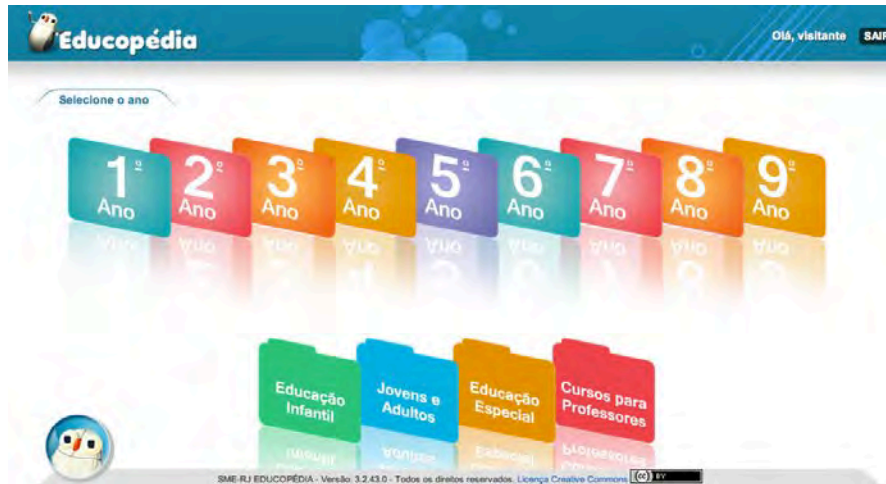 Educopédia
Olá, visitante SAIR
Selecione o ano
1º Ano
2º Ano
3º Ano
4º Ano
5º Ano
6º Ano
7º Ano
8º Ano
9º Ano
Educação
Infantil
Jovens e
Adultos
Educação
Especial
Cursos para
Professores
SME-RJ EDUCOPÉDIA - Versão: 3.2.43.0 - Todos os direitos reservados. Licença Creative Commons (cc) BY